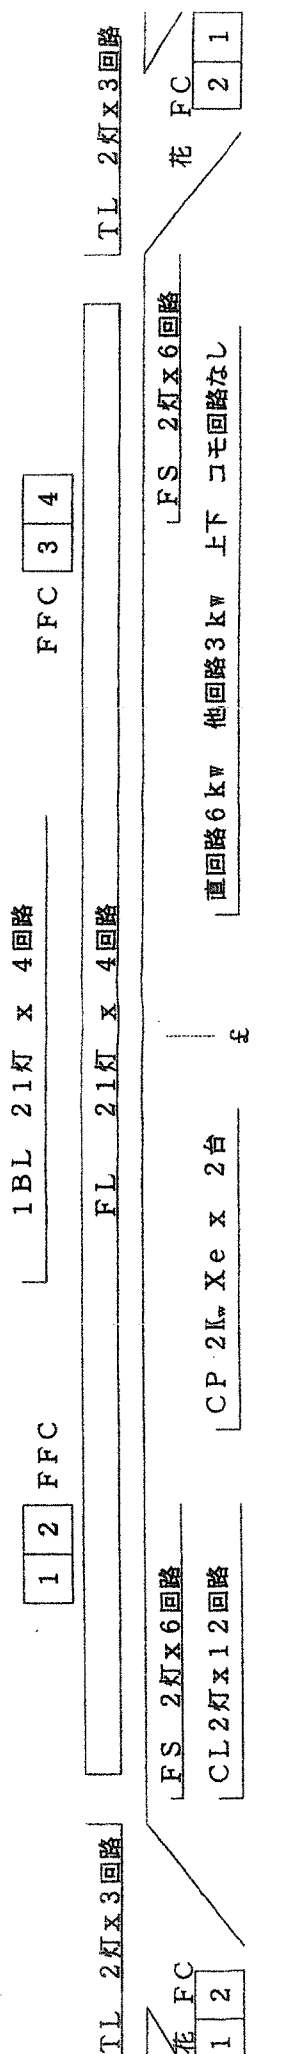 1BL 21灯 x 4回路
1 2 FFC
FFC 3 4
TL 2灯x3回路
FL 21灯 x 4回路
TL 2灯x3回路
花 FC
1 2
FS 2灯x6回路
FS 2灯x6回路
花 FC
2 1
CL2灯x12回路
CP 2Kw Xe x 2台
£
直回路6kw 他回路3kw 上下 コモ回路なし